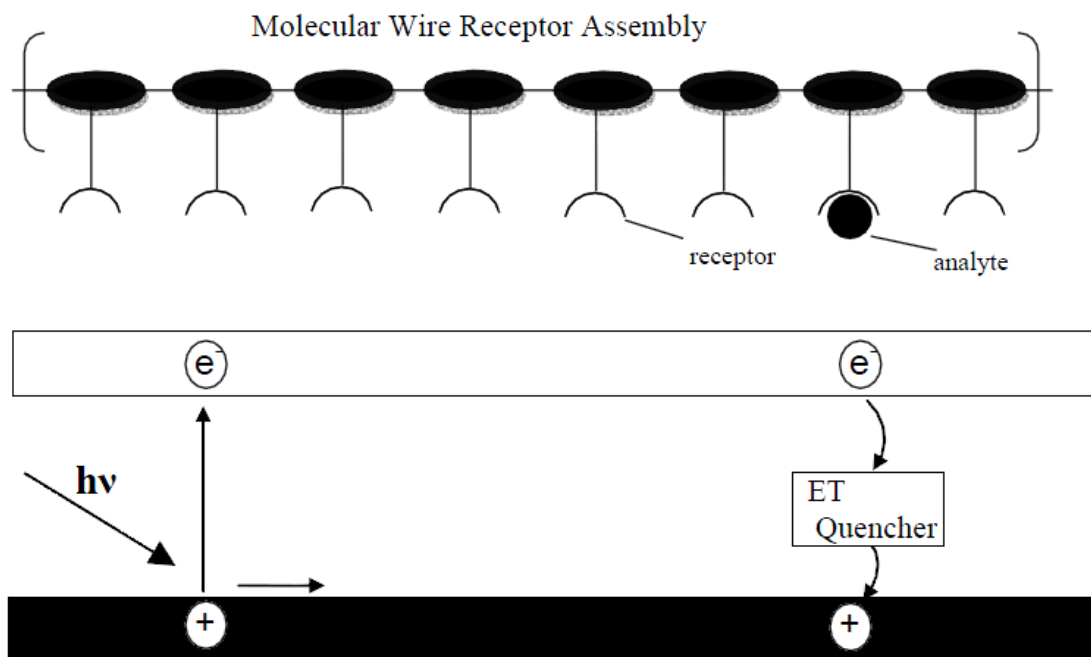 Molecular Wire Receptor Assembly
receptor
analyte
e⁻
e⁻
hν
ET
Quencher
+
+